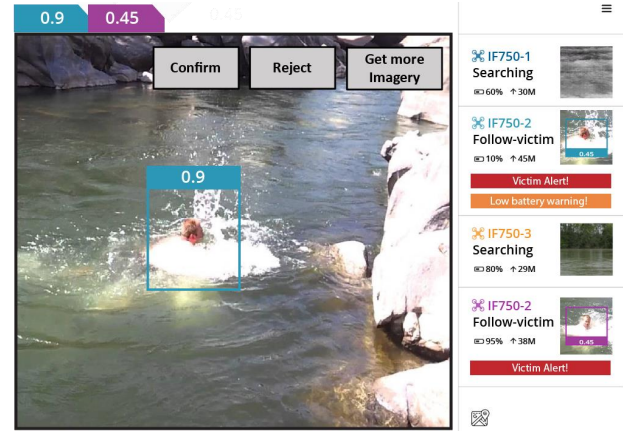 0.9
0.45
0.45
Confirm
Reject
Get more
Imagery
0.9
IF750-1
Searching
60% ↑30M
IF750-2
Follow-victim
0.45
10% ↑45M
Victim Alert!
Low battery warning!
IF750-3
Searching
80% ↑29M
IF750-2
Follow-victim
0.45
95% ↑38M
Victim Alert!